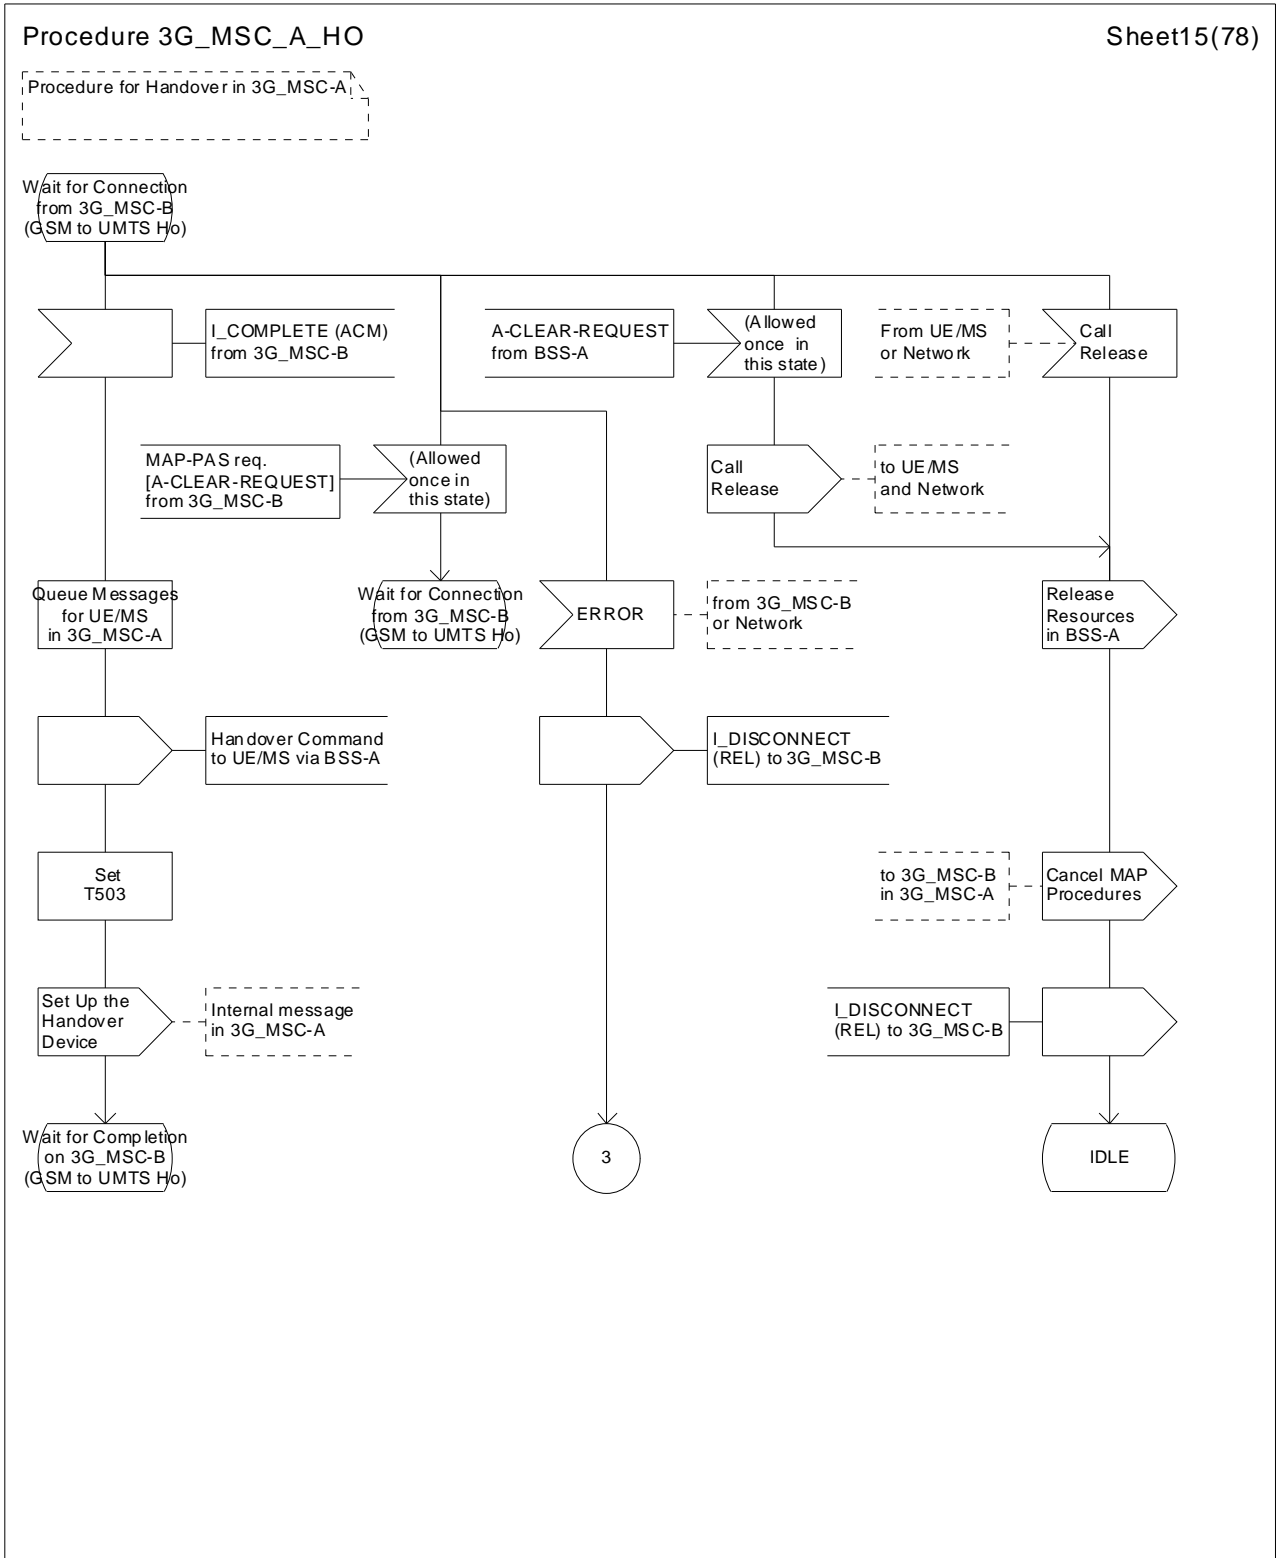 Procedure 3G_MSC_A_HO
Sheet15(78)
Procedure for Handover in 3G_MSC-A
Wait for Connection
from 3G_MSC-B
(GSM to UMTS Ho)
I_COMPLETE (ACM)
from 3G_MSC-B
A-CLEAR-REQUEST
from BSS-A
(Allowed
once in
this state)
From UE/MS
or Network
Call
Release
MAP-PAS req.
[A-CLEAR-REQUEST]
from 3G_MSC-B
(Allowed
once in
this state)
Call
Release
to UE/MS
and Network
Queue Messages
for UE/MS
in 3G_MSC-A
Wait for Connection
from 3G_MSC-B
(GSM to UMTS Ho)
ERROR
from 3G_MSC-B
or Network
Release
Resources
in BSS-A
Handover Command
to UE/MS via BSS-A
I_DISCONNECT
(REL) to 3G_MSC-B
Set
T503
to 3G_MSC-B
in 3G_MSC-A
Cancel MAP
Procedures
Set Up the
Handover
Device
Internal message
in 3G_MSC-A
I_DISCONNECT
(REL) to 3G_MSC-B
Wait for Completion
on 3G_MSC-B
(GSM to UMTS Ho)
3
IDLE